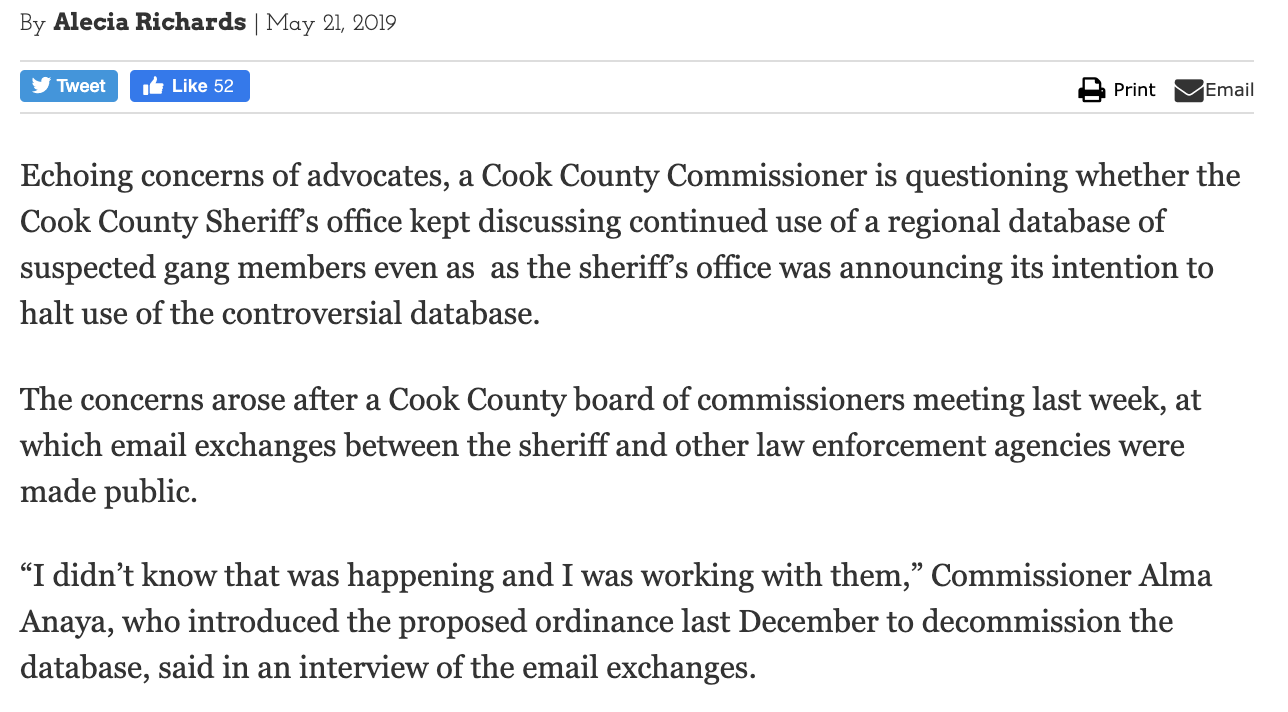 By Alecia Richards | May 21, 2019
Tweet
Like 52
Print
Email
Echoing concerns of advocates, a Cook County Commissioner is questioning whether the
Cook County Sheriff’s office kept discussing continued use of a regional database of
suspected gang members even as  as the sheriff’s office was announcing its intention to
halt use of the controversial database.
The concerns arose after a Cook County board of commissioners meeting last week, at
which email exchanges between the sheriff and other law enforcement agencies were
made public.
“I didn’t know that was happening and I was working with them,” Commissioner Alma
Anaya, who introduced the proposed ordinance last December to decommission the
database, said in an interview of the email exchanges.